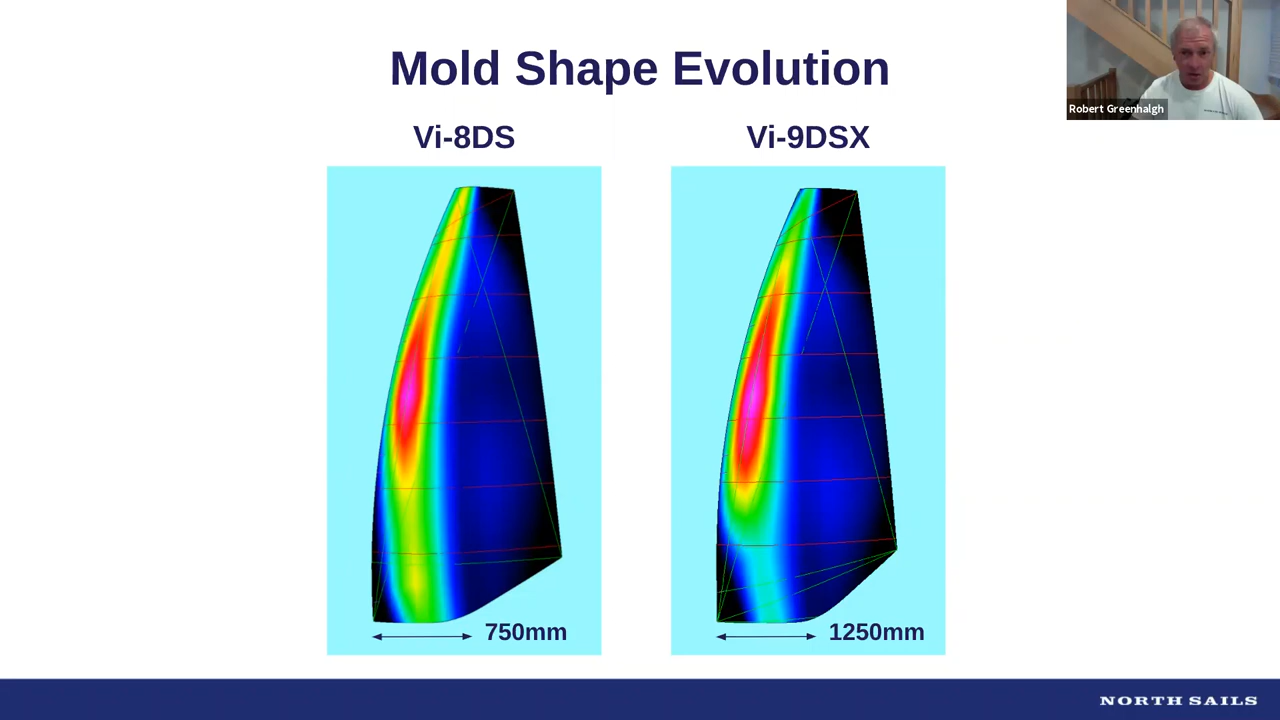 Mold Shape Evolution
Robert Greenhalgh
Vi-8DS
Vi-9DSX
750mm
1250mm
NORTH SAILS